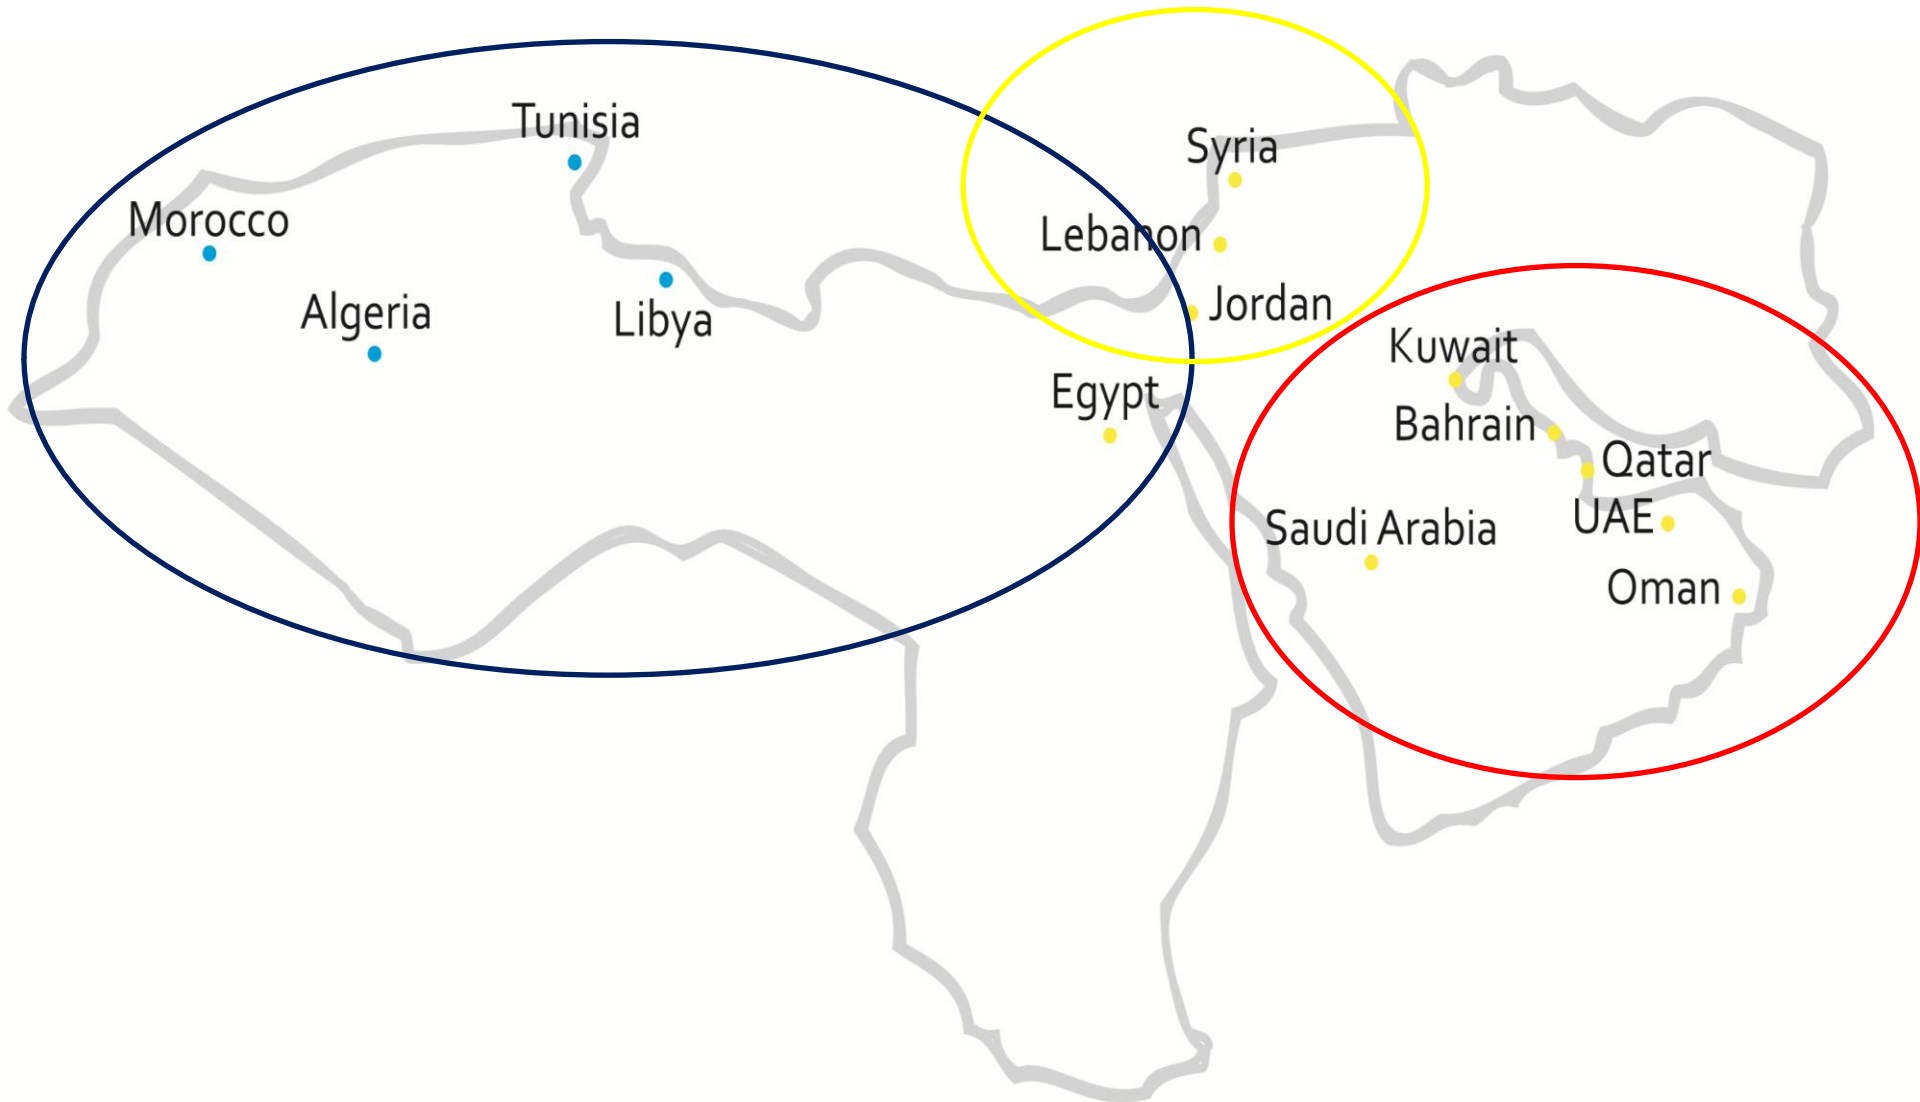 Tunisia
Syria
Morocco
Lebanon
Algeria
Libya
Jordan
Kuwait
Egypt
Bahrain
Qatar
Saudi Arabia
UAE
Oman